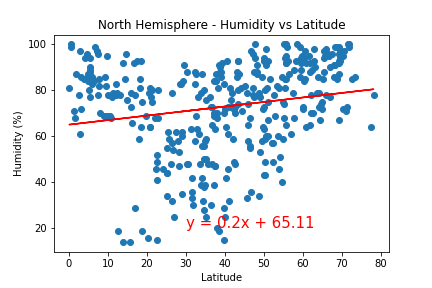 North Hemisphere - Humidity vs Latitude
100
80
60
40
20
Humidity (%)
y = 0.2x + 65.11
0 10 20 30 40 50 60 70 80
Latitude